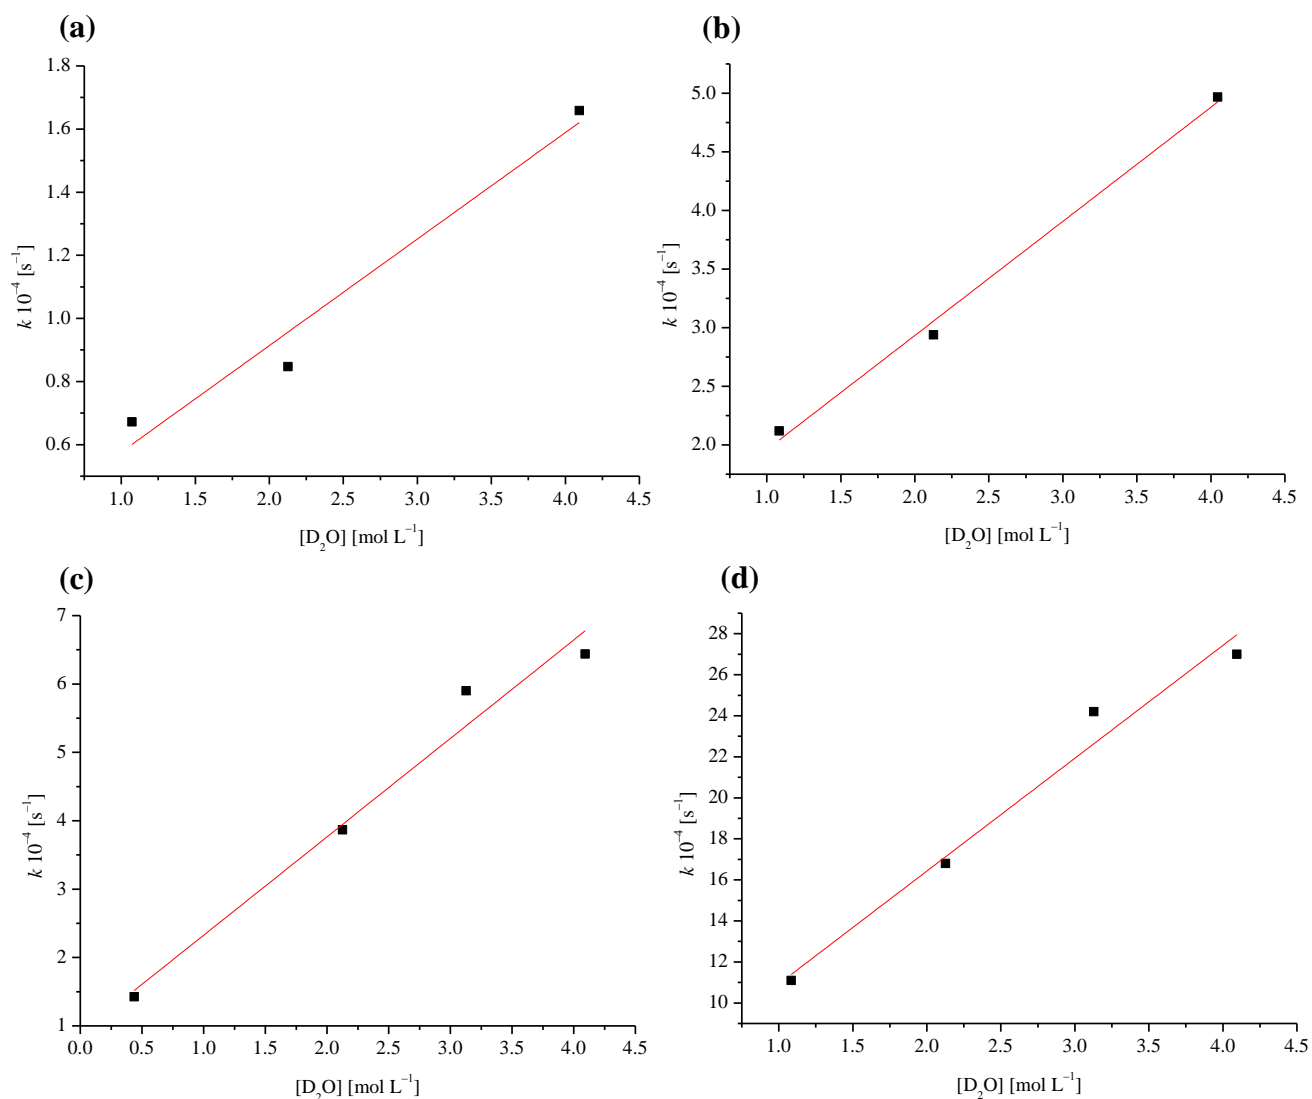 (a)
1.8
1.6
1.4
1.2
1.0
0.8
0.6
k 10⁻⁴ [s⁻¹]
1.0 1.5 2.0 2.5 3.0 3.5 4.0 4.5
[D₂O] [mol L⁻¹]
(b)
5.0
4.5
4.0
3.5
3.0
2.5
2.0
k 10⁻⁴ [s⁻¹]
1.0 1.5 2.0 2.5 3.0 3.5 4.0 4.5
[D₂O] [mol L⁻¹]
(c)
7
6
5
4
3
2
1
k 10⁻⁴ [s⁻¹]
0.0 0.5 1.0 1.5 2.0 2.5 3.0 3.5 4.0 4.5
[D₂O] [mol L⁻¹]
(d)
28
26
24
22
20
18
16
14
12
10
k 10⁻⁴ [s⁻¹]
1.0 1.5 2.0 2.5 3.0 3.5 4.0 4.5
[D₂O] [mol L⁻¹]